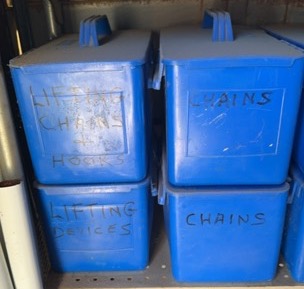 LIFTING
CHAINS
+
HOOKS
CHAINS
LIFTING
DEVICES
CHAINS